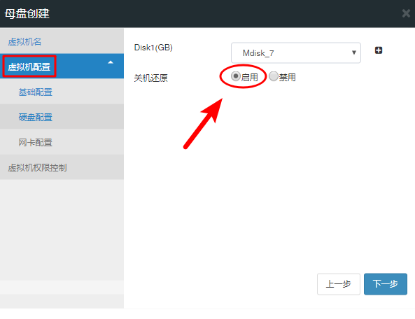 母盘创建
虚拟机名
虚拟机配置
基础配置
硬盘配置
网卡配置
虚拟机权限控制
Disk1(GB)
Mdisk_7
关机还原
启用
禁用
上一步
下一步